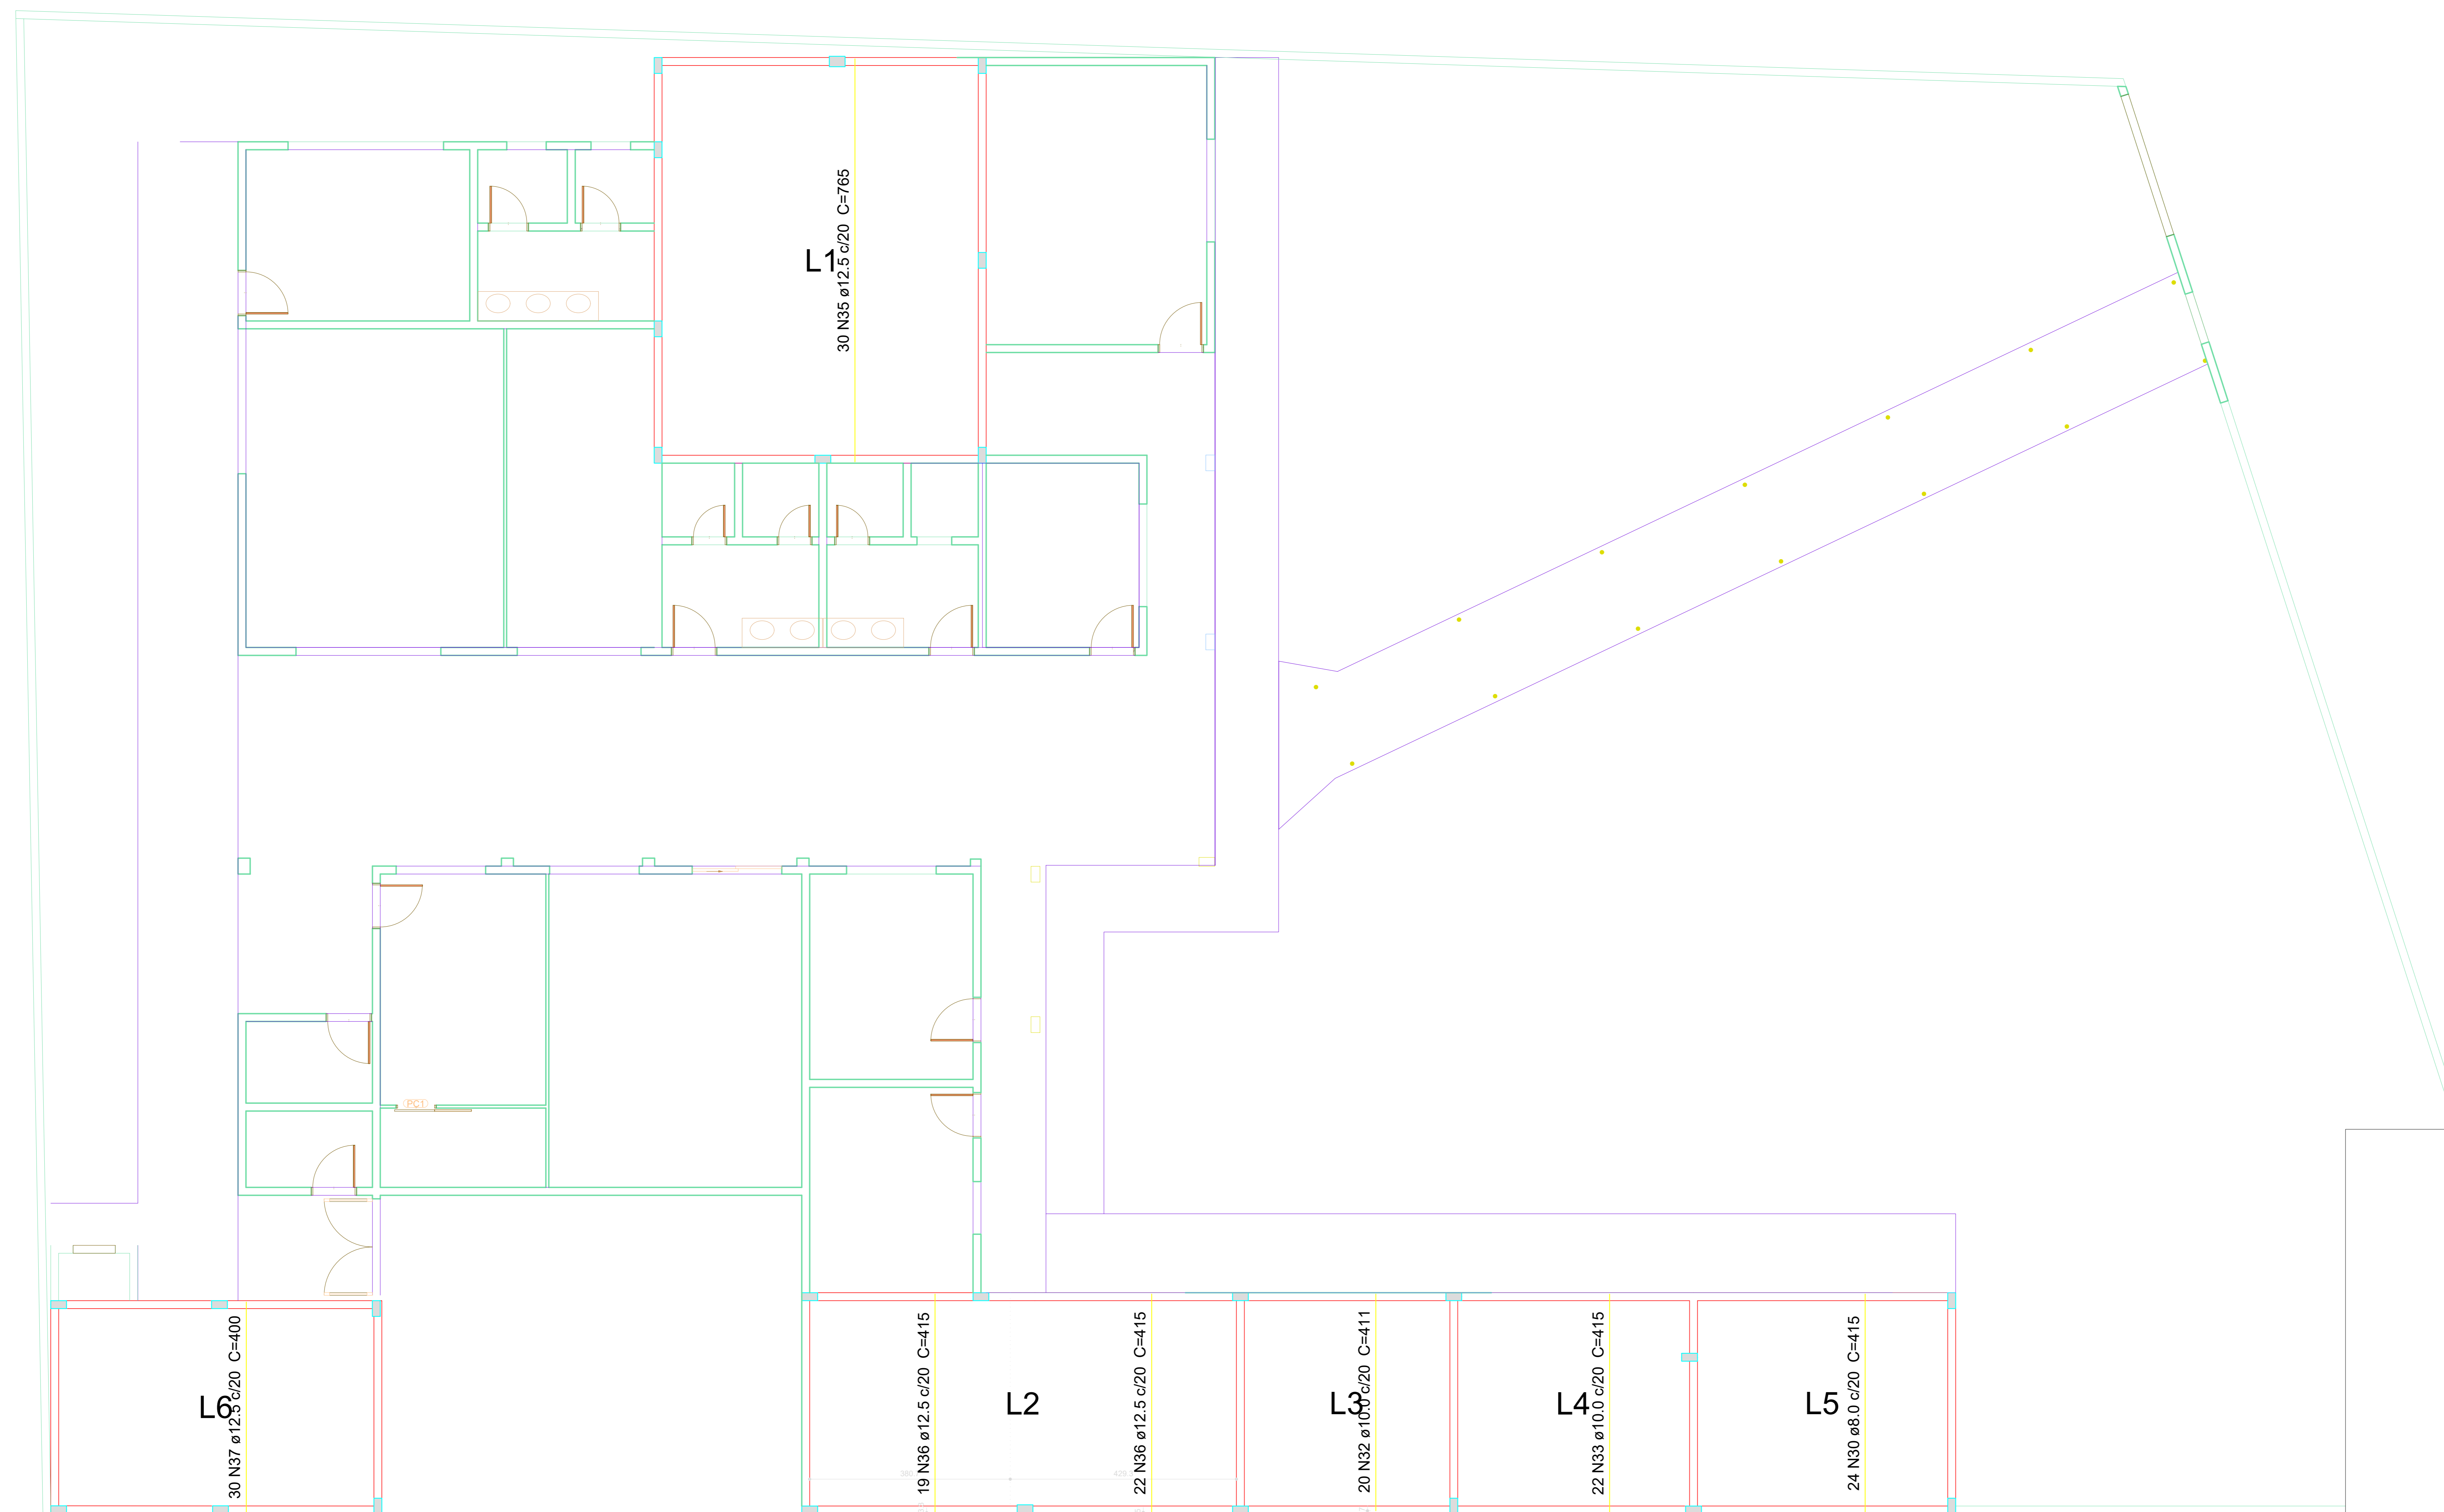 L1
30 N35 ø12.5 c/20 C=765
PC1
L6
30 N37 ø12.5 c/20 C=400
19 N36 ø12.5 c/20 C=415
L2
22 N36 ø12.5 c/20 C=415
L3
20 N32 ø10.0 c/20 C=411
L4
22 N33 ø10.0 c/20 C=415
L5
24 N30 ø8.0 c/20 C=415